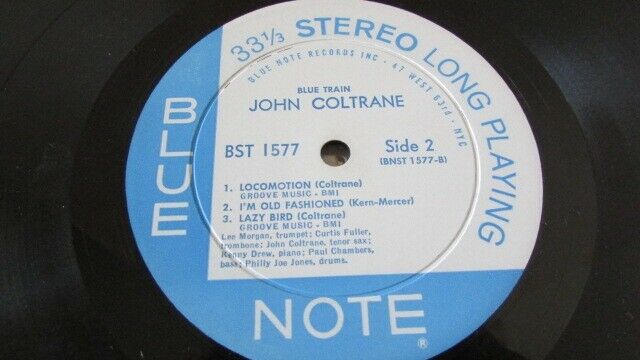 33⅓ STEREO LONG PLAYING
BLUE NOTE RECORDS INC • 47 WEST 63rd • NYC
BLUE TRAIN
JOHN COLTRANE
BST 1577
Side 2
(BNST 1577-B)
1. LOCOMOTION (Coltrane)
GROOVE MUSIC - BMI
2. I'M OLD FASHIONED (Kern-Mercer)
3. LAZY BIRD (Coltrane)
GROOVE MUSIC - BMI
Lee Morgan, trumpet; Curtis Fuller,
trombone; John Coltrane, tenor sax;
Kenny Drew, piano; Paul Chambers,
bass; Philly Joe Jones, drums.
BLUE
NOTE
®